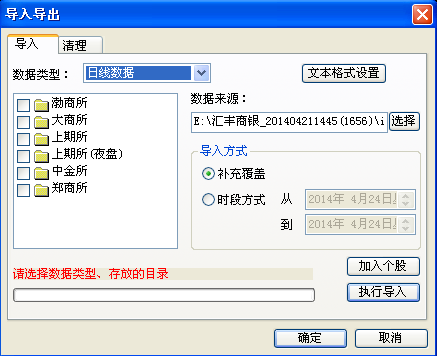 导入导出
导入 清理
数据类型： 日线数据 文本格式设置
渤商所
大商所
上期所
上期所(夜盘)
中金所
郑商所
数据来源：
E:\汇丰商银_201404211445(1656)\i 选择
导入方式
补充覆盖
时段方式 从 2014年 4月24日
到 2014年 4月24日
加入个股
请选择数据类型、存放的目录
执行导入
确定 取消